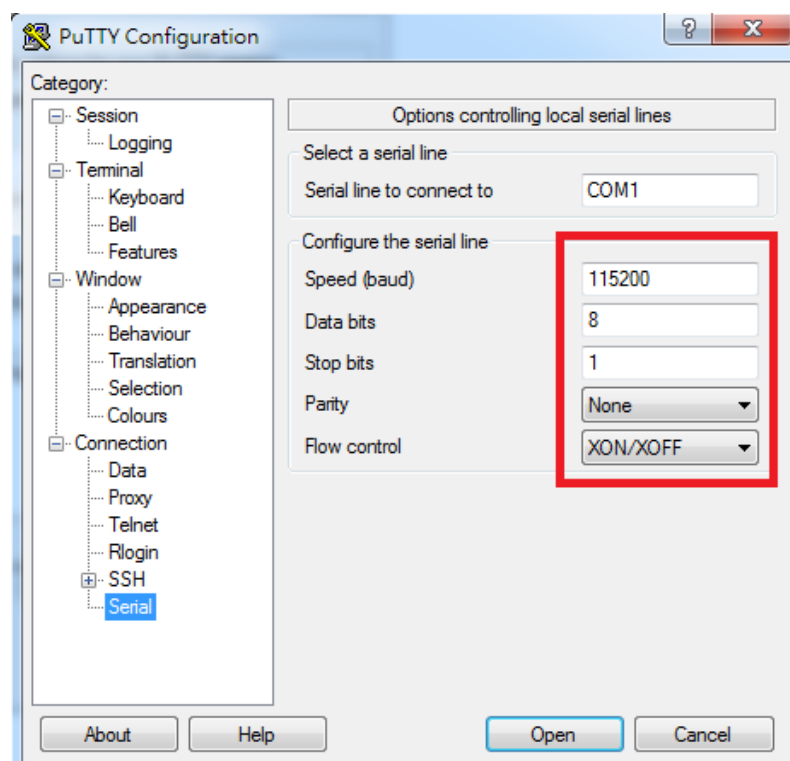 PuTTY Configuration
?
X
Category:
Session
Logging
Terminal
Keyboard
Bell
Features
Window
Appearance
Behaviour
Translation
Selection
Colours
Connection
Data
Proxy
Telnet
Rlogin
SSH
Serial
Options controlling local serial lines
Select a serial line
Serial line to connect to COM1
Configure the serial line
Speed (baud) 115200
Data bits 8
Stop bits 1
Parity None
Flow control XON/XOFF
About Help Open Cancel